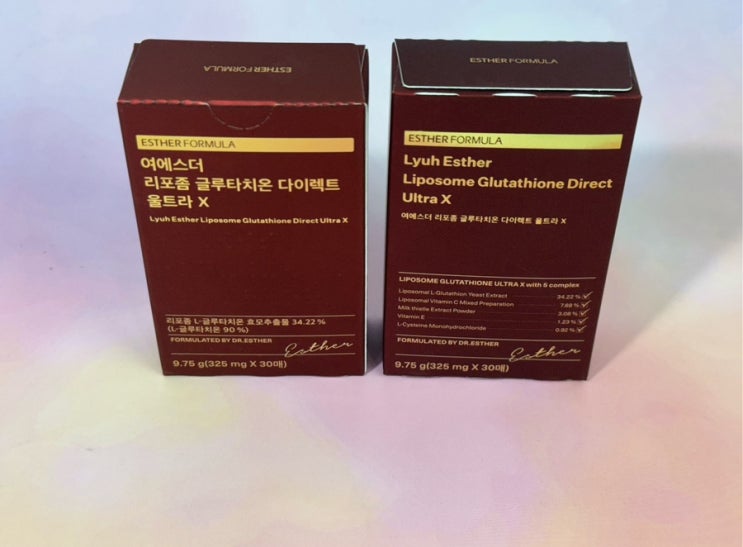 ESTHER FORMULA
ESTHER FORMULA
여에스더
리포좀 글루타치온 다이렉트
울트라 X
Lyuh Esther Liposome Glutathione Direct Ultra X
리포좀 L-글루타치온 효모추출물 34.22 %
(L-글루타치온 90 %)
FORMULATED BY DR.ESTHER
Esther
9.75 g(325 mg X 30매)
ESTHER FORMULA
ESTHER FORMULA
Lyuh Esther
Liposome Glutathione Direct
Ultra X
여에스더 리포좀 글루타치온 다이렉트 울트라 X
LIPOSOME GLUTATHIONE ULTRA X with 5 complex
Liposomal L-Glutathion Yeast Extract 34.22 %
Liposomal Vitamin C Mixed Preparation 7.69 %
Milk thistle Extract Powder 3.08 %
Vitamin E 1.23 %
L-Cysteine Monohydrochloride 0.92 %
FORMULATED BY DR.ESTHER
Esther
9.75 g(325 mg X 30매)